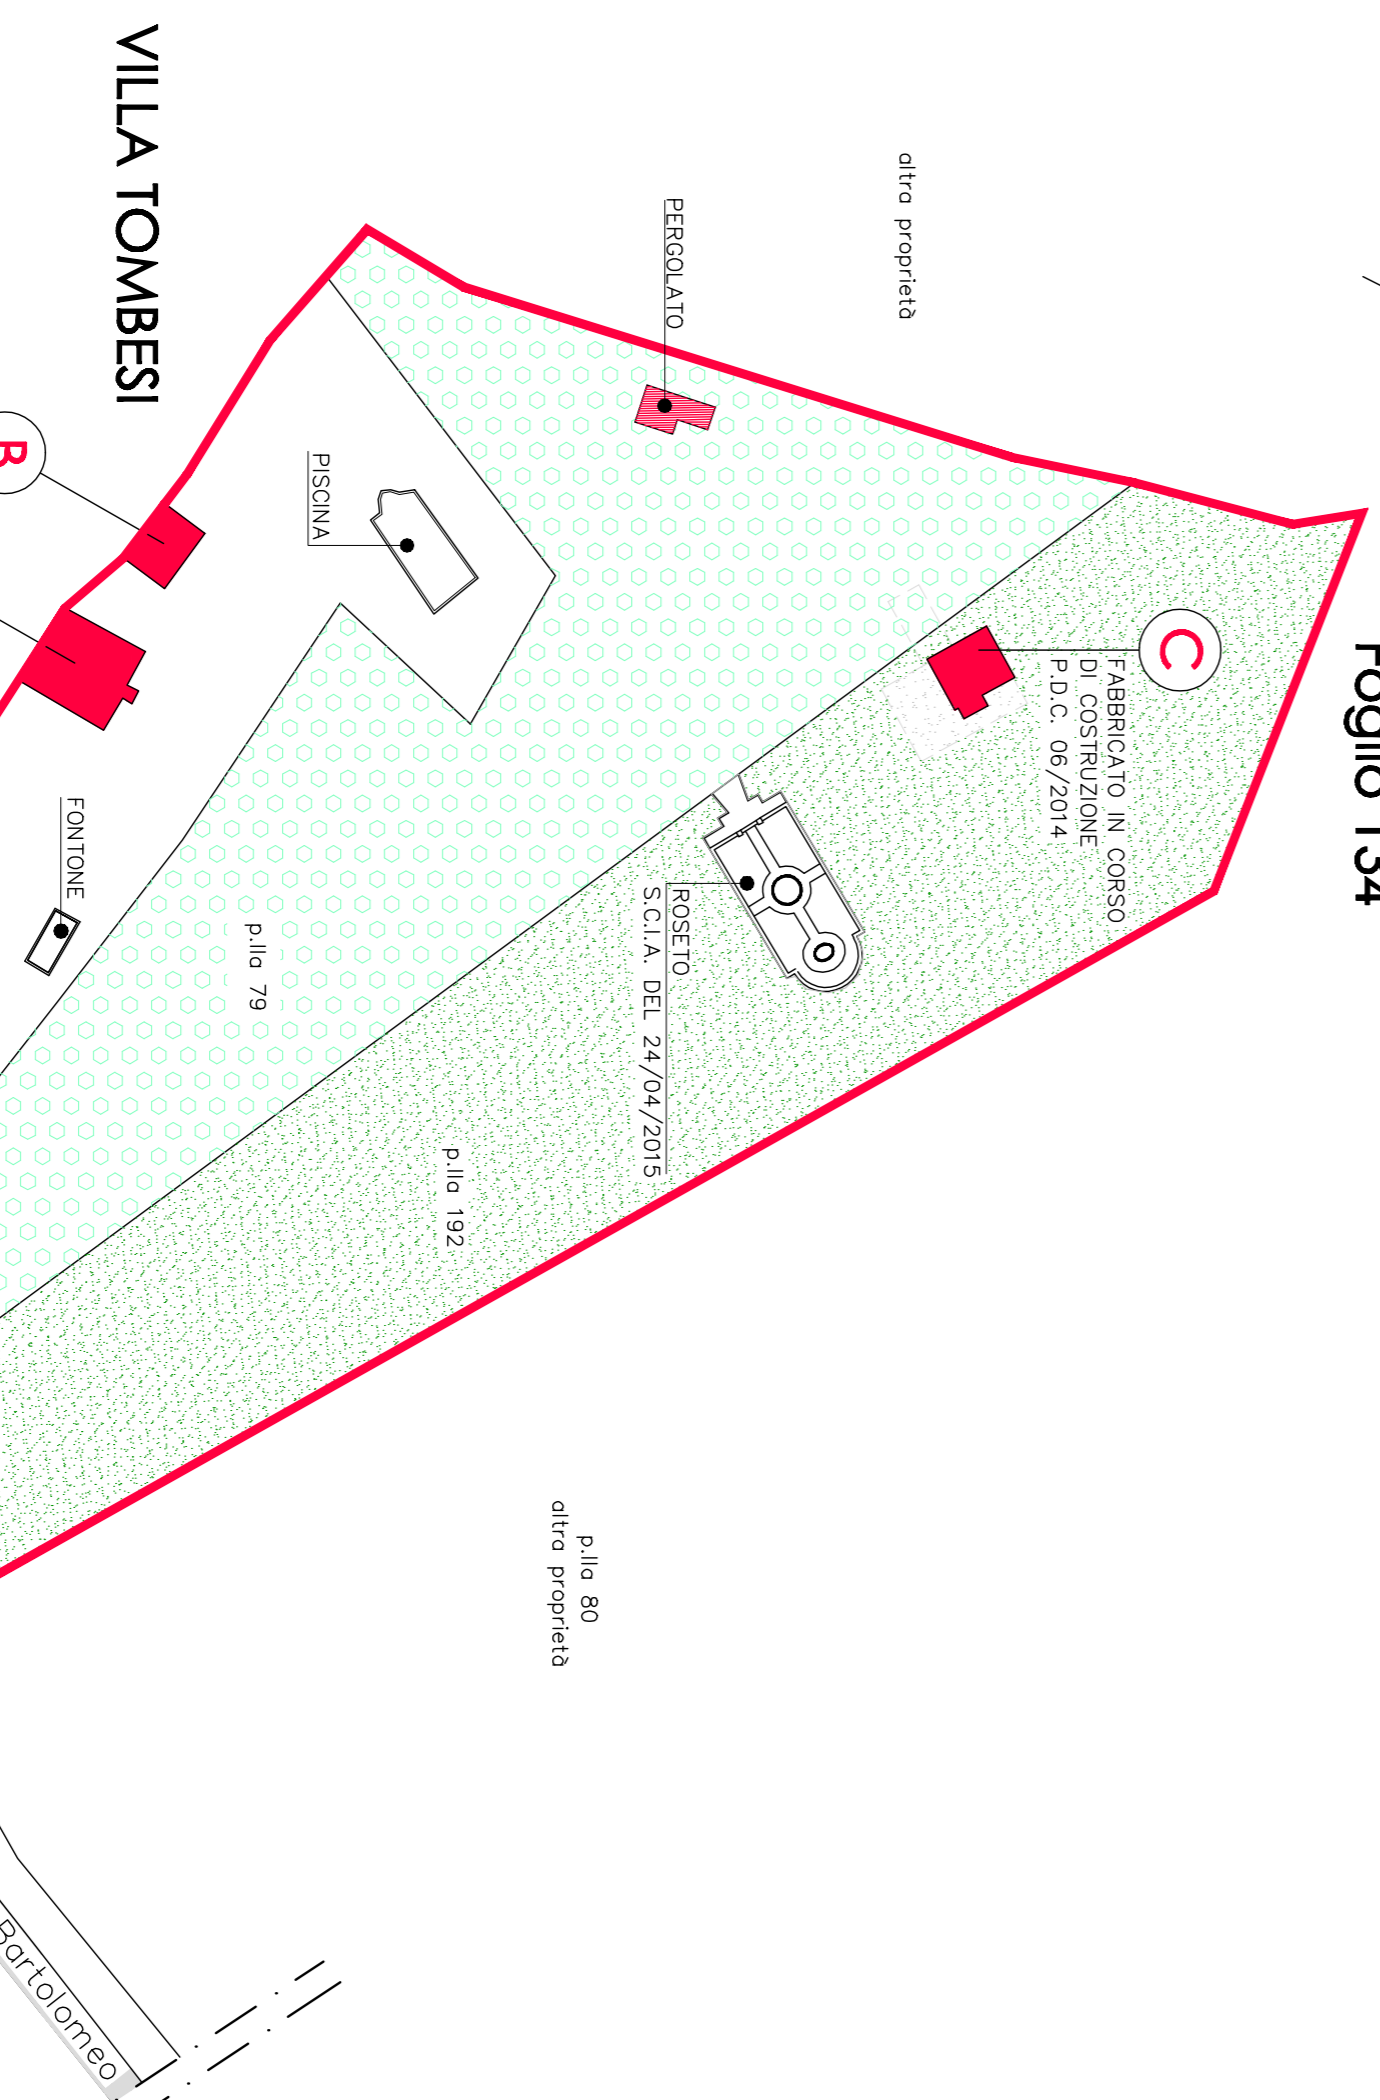 Foglio 134
C
FABBRICATO IN CORSO
DI COSTRUZIONE
P.D.C. 06/2014
altra proprietà
PERGOLATO
ROSETO
S.C.I.A. DEL 24/04/2015
p.lla 80
altra proprietà
p.lla 192
PISCINA
p.lla 79
VILLA TOMBESI
FONTONE
B
Bartolomeo